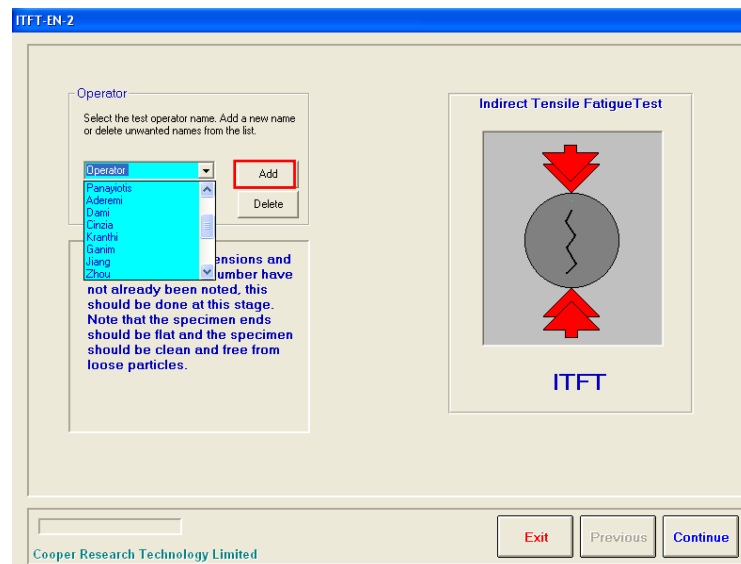 ITFT-EN-2
Operator
Select the test operator name. Add a new name
or delete unwanted names from the list.
Operator
Add
Panayiotis
Aderemi
Dami
Cinzia
Kranthi
Ganim
Jiang
Zhou
Delete
ensions and
umber have
not already been noted, this
should be done at this stage.
Note that the specimen ends
should be flat and the specimen
should be clean and free from
loose particles.
Indirect Tensile FatigueTest
ITFT
Cooper Research Technology Limited
Exit
Previous
Continue